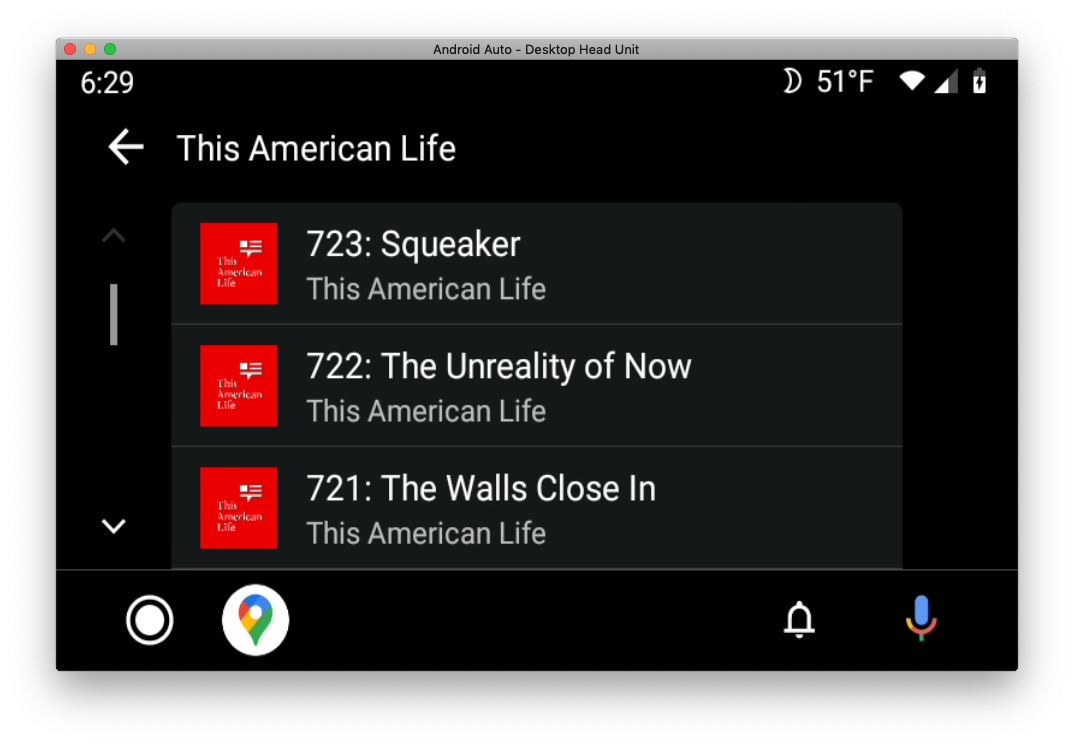 Android Auto - Desktop Head Unit
6:29
51°F
This American Life
This
American
Life
723: Squeaker
This American Life
This
American
Life
722: The Unreality of Now
This American Life
This
American
Life
721: The Walls Close In
This American Life